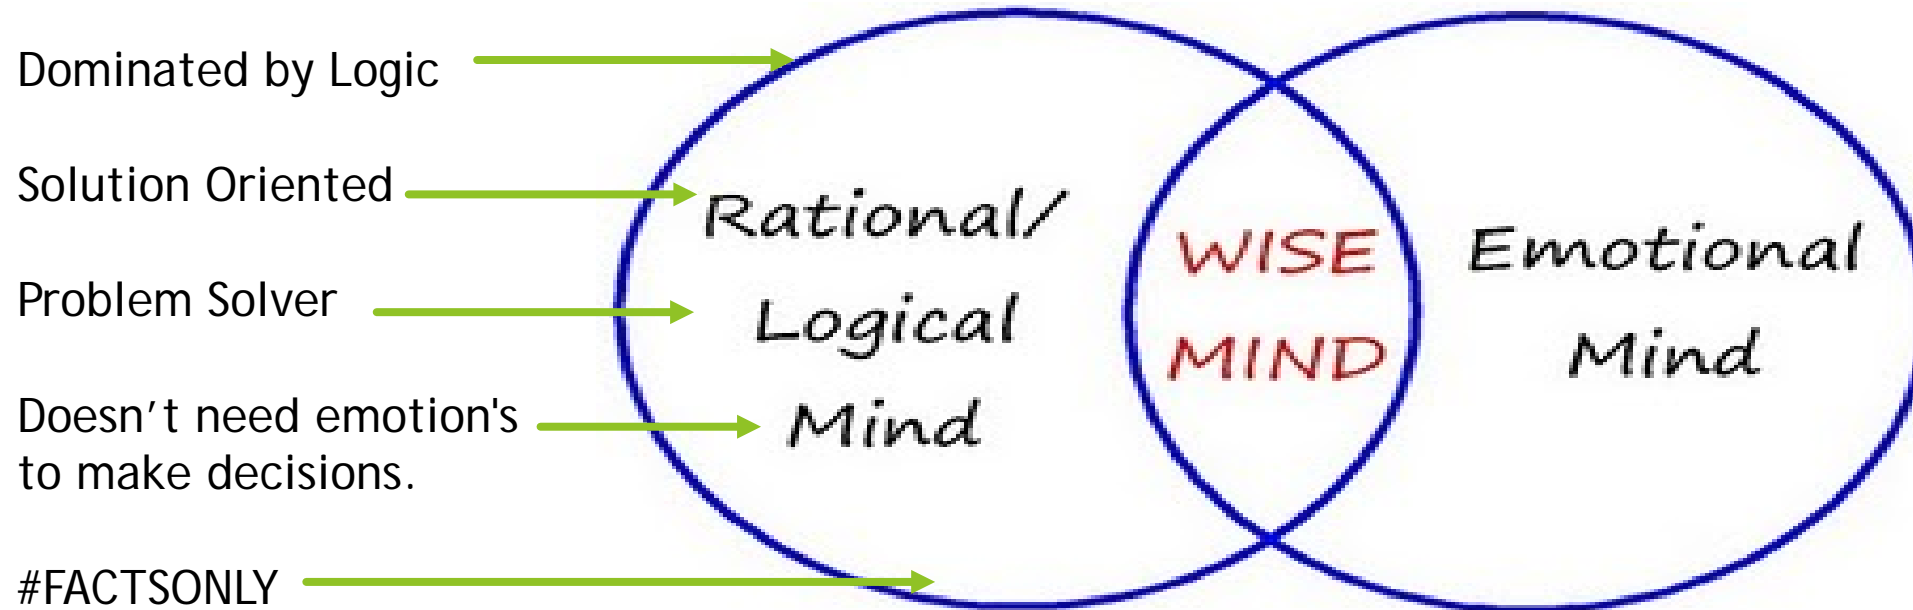 Dominated by Logic
Solution Oriented
Problem Solver
Doesn’t need emotion's
to make decisions.
#FACTSONLY
Rational/
Logical
Mind
WISE
MIND
Emotional
Mind